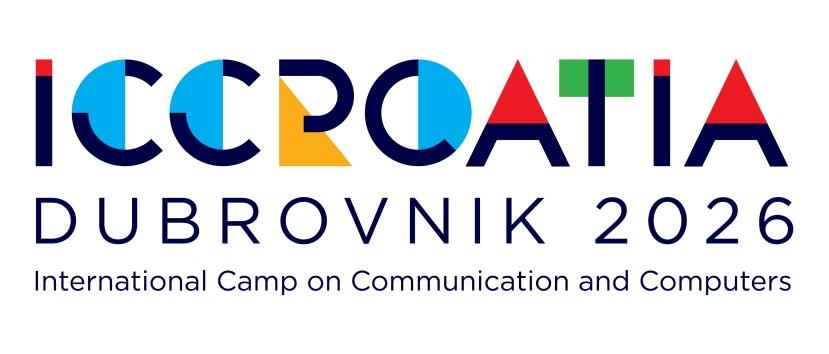 ICCROATIA
DUBROVNIK 2026
International Camp on Communication and Computers